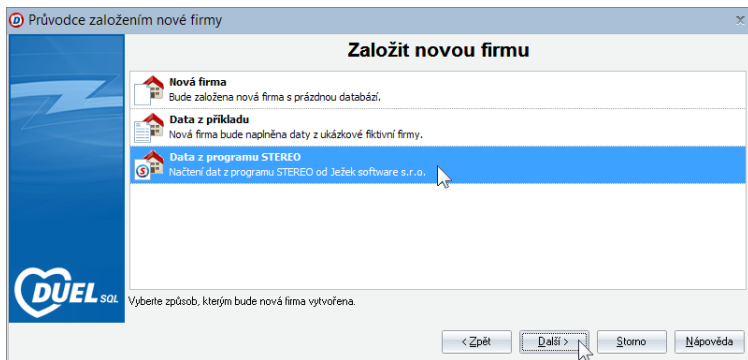 Průvodce založením nové firmy
Založit novou firmu
Nová firma
Bude založena nová firma s prázdnou databází.
Data z příkladu
Nová firma bude naplněna daty z ukázkové fiktivní firmy.
Data z programu STEREO
Načtení dat z programu STEREO od Ježek software s.r.o.
DUEL SQL
Vyberte způsob, kterým bude nová firma vytvořena.
< Zpět
Další >
Storno
Nápověda